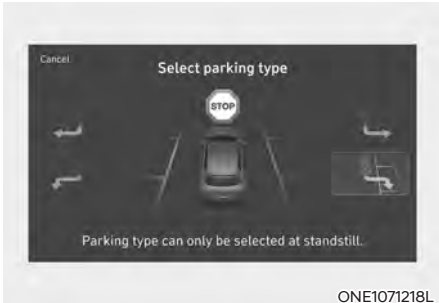 Cancel
Select parking type
STOP
Parking type can only be selected at standstill.
ONE1071218L